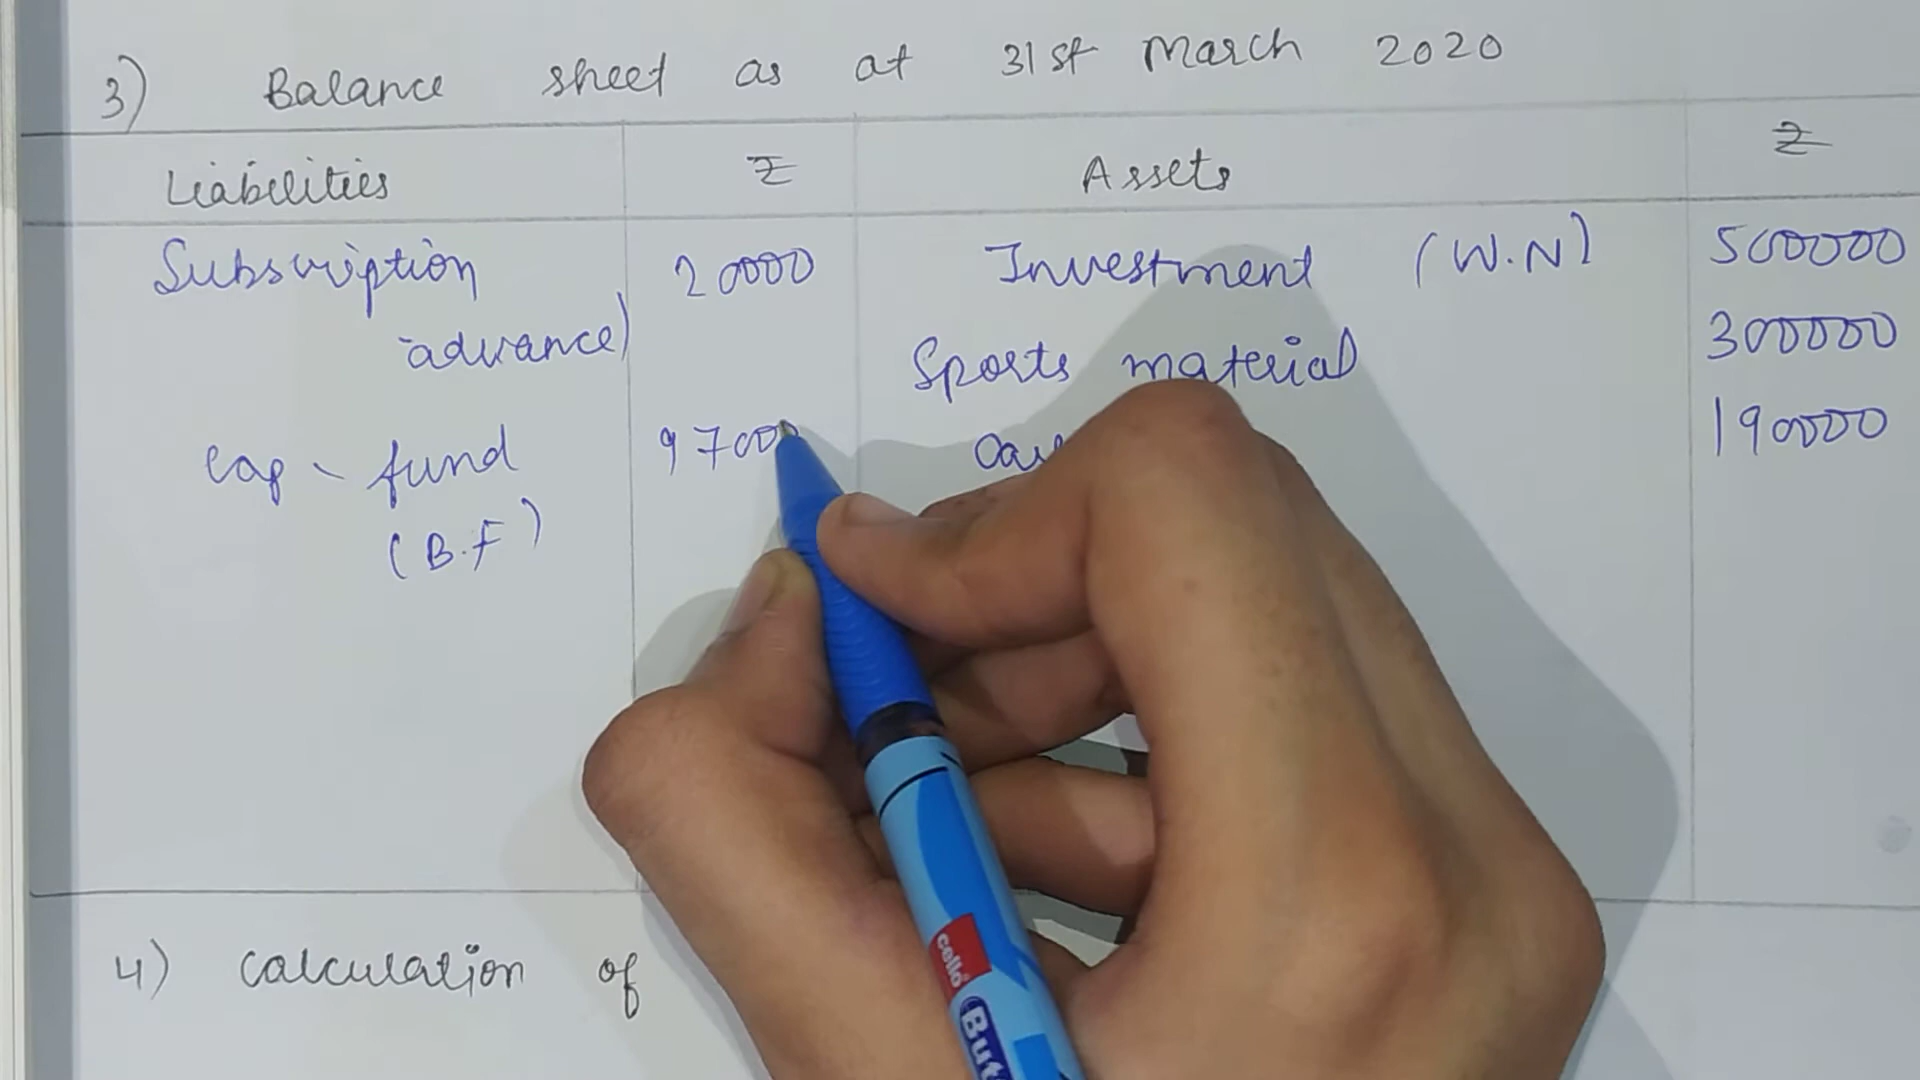 3) Balance sheet as at 31st March 2020
Liabilities ₹ Assets ₹
Subscription 20000 Investment (W.N) 500000
advance)
Sports material 300000
cap - fund 97000 190000
(B.F)
4) calculation of
cello